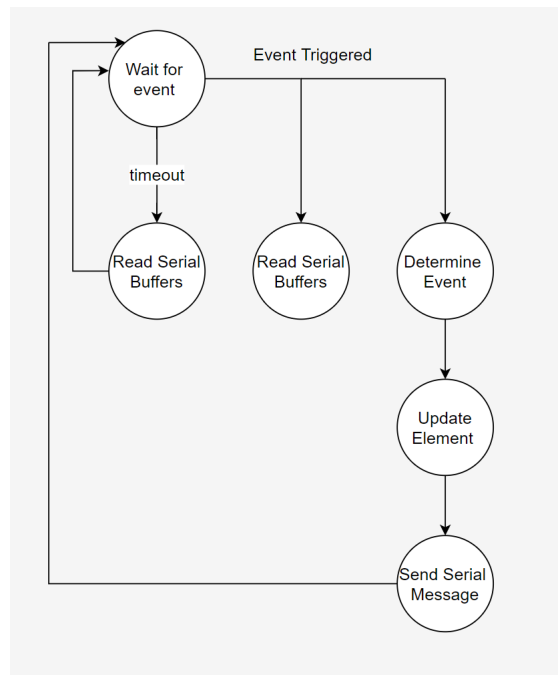 Event Triggered
Wait for
event
timeout
Read Serial
Buffers
Read Serial
Buffers
Determine
Event
Update
Element
Send Serial
Message